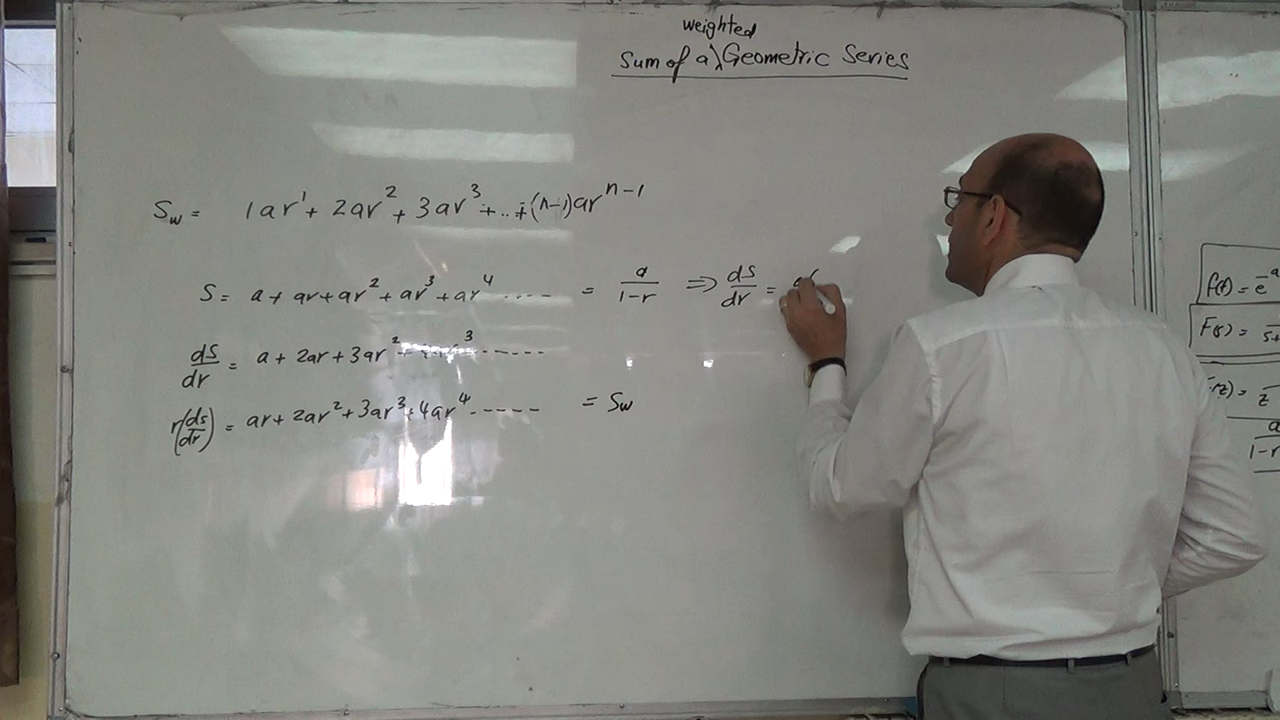 weighted
Sum of a Geometric Series
Sw = 1ar¹ + 2ar² + 3ar³ + ... + (n-1)ar^(n-1)
S = a + ar + ar² + ar³ + ar⁴ .... = a/(1-r) ⇒ ds/dr =
ds/dr = a + 2ar + 3ar²
r(ds/dr) = ar + 2ar² + 3ar³ + 4ar⁴ ---- = Sw
f(t) =
F(s) =
a
1-r